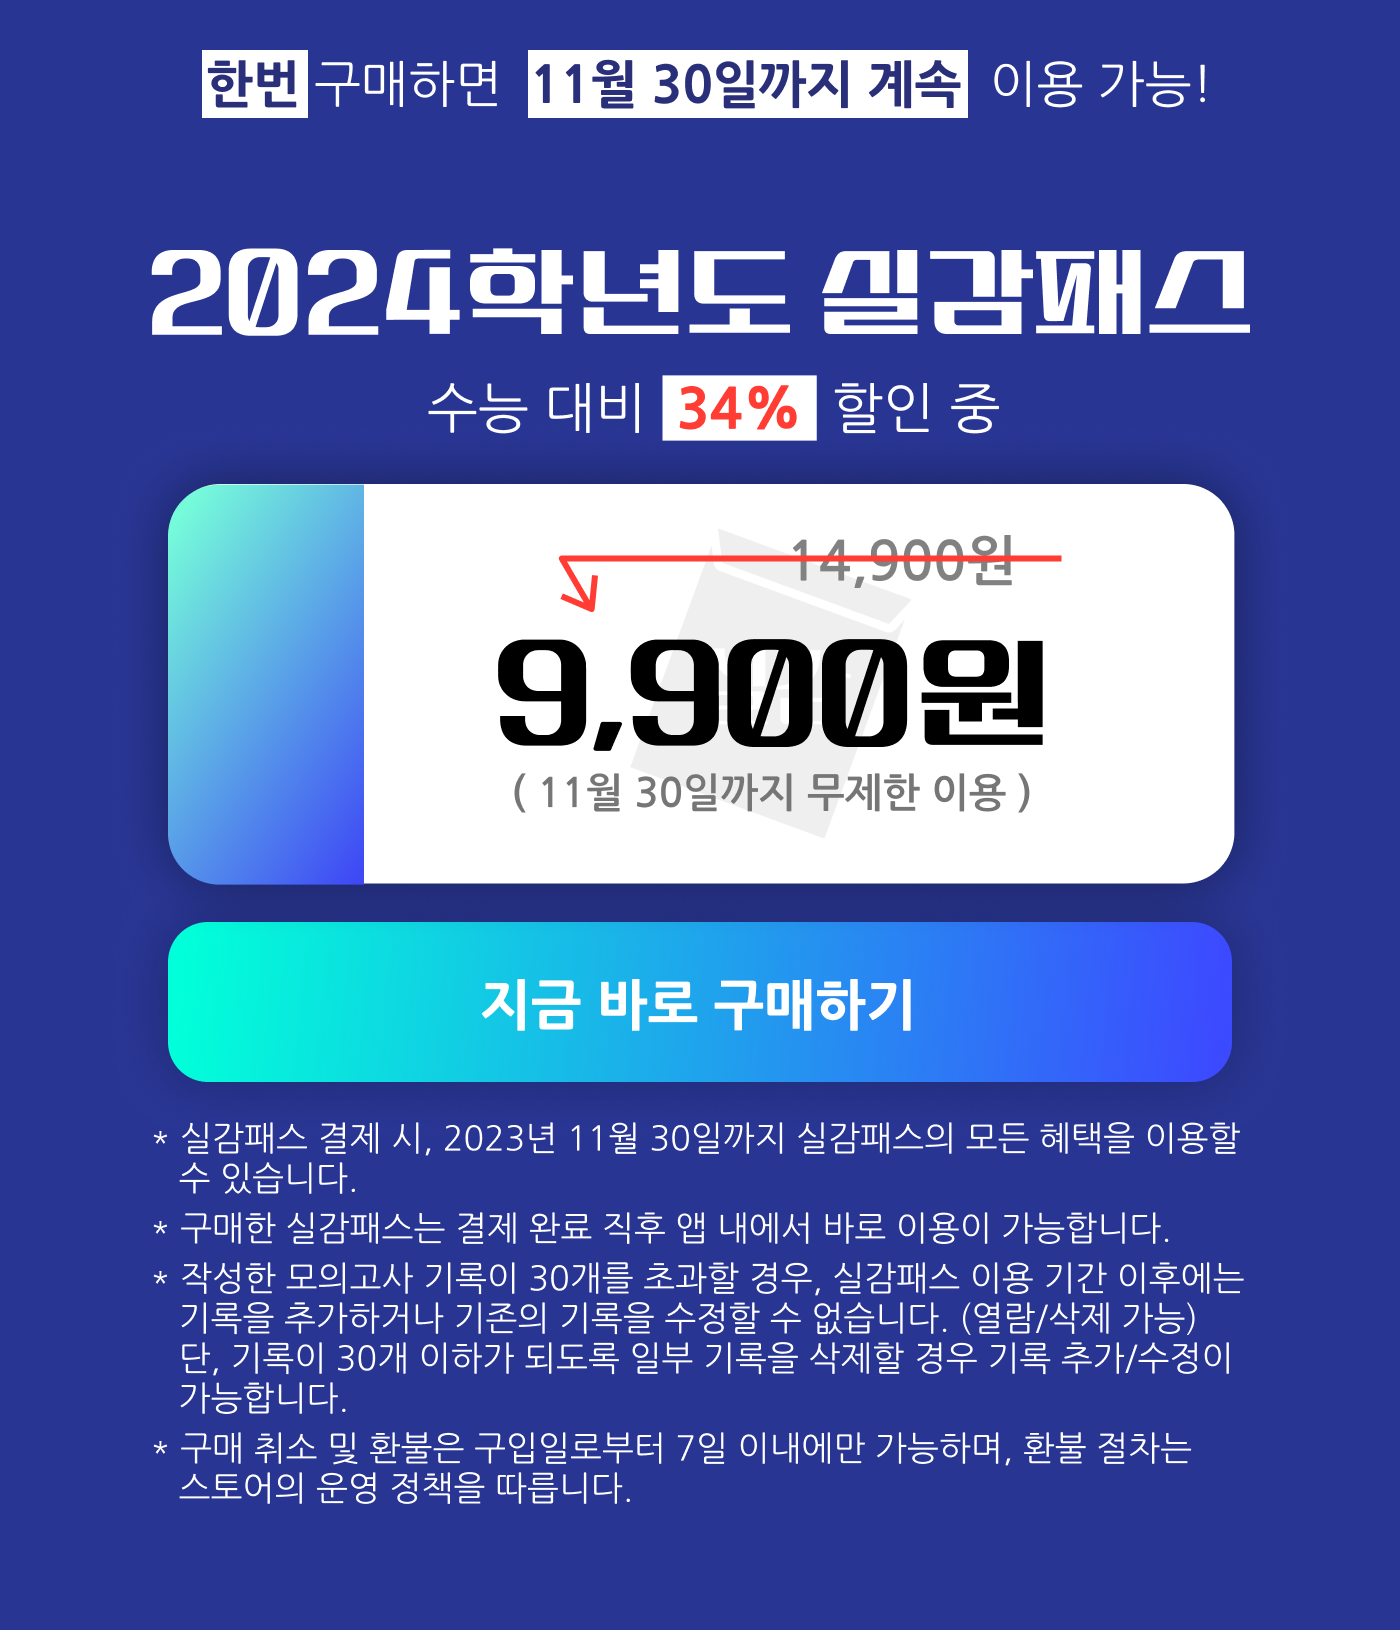 한번 구매하면 11월 30일까지 계속 이용 가능!
2024학년도 실감패스
수능 대비 34% 할인 중
14,900원
9,900원
( 11월 30일까지 무제한 이용 )
지금 바로 구매하기
* 실감패스 결제 시, 2023년 11월 30일까지 실감패스의 모든 혜택을 이용할
수 있습니다.
* 구매한 실감패스는 결제 완료 직후 앱 내에서 바로 이용이 가능합니다.
* 작성한 모의고사 기록이 30개를 초과할 경우, 실감패스 이용 기간 이후에는
기록을 추가하거나 기존의 기록을 수정할 수 없습니다. (열람/삭제 가능)
단, 기록이 30개 이하가 되도록 일부 기록을 삭제할 경우 기록 추가/수정이
가능합니다.
* 구매 취소 및 환불은 구입일로부터 7일 이내에만 가능하며, 환불 절차는
스토어의 운영 정책을 따릅니다.